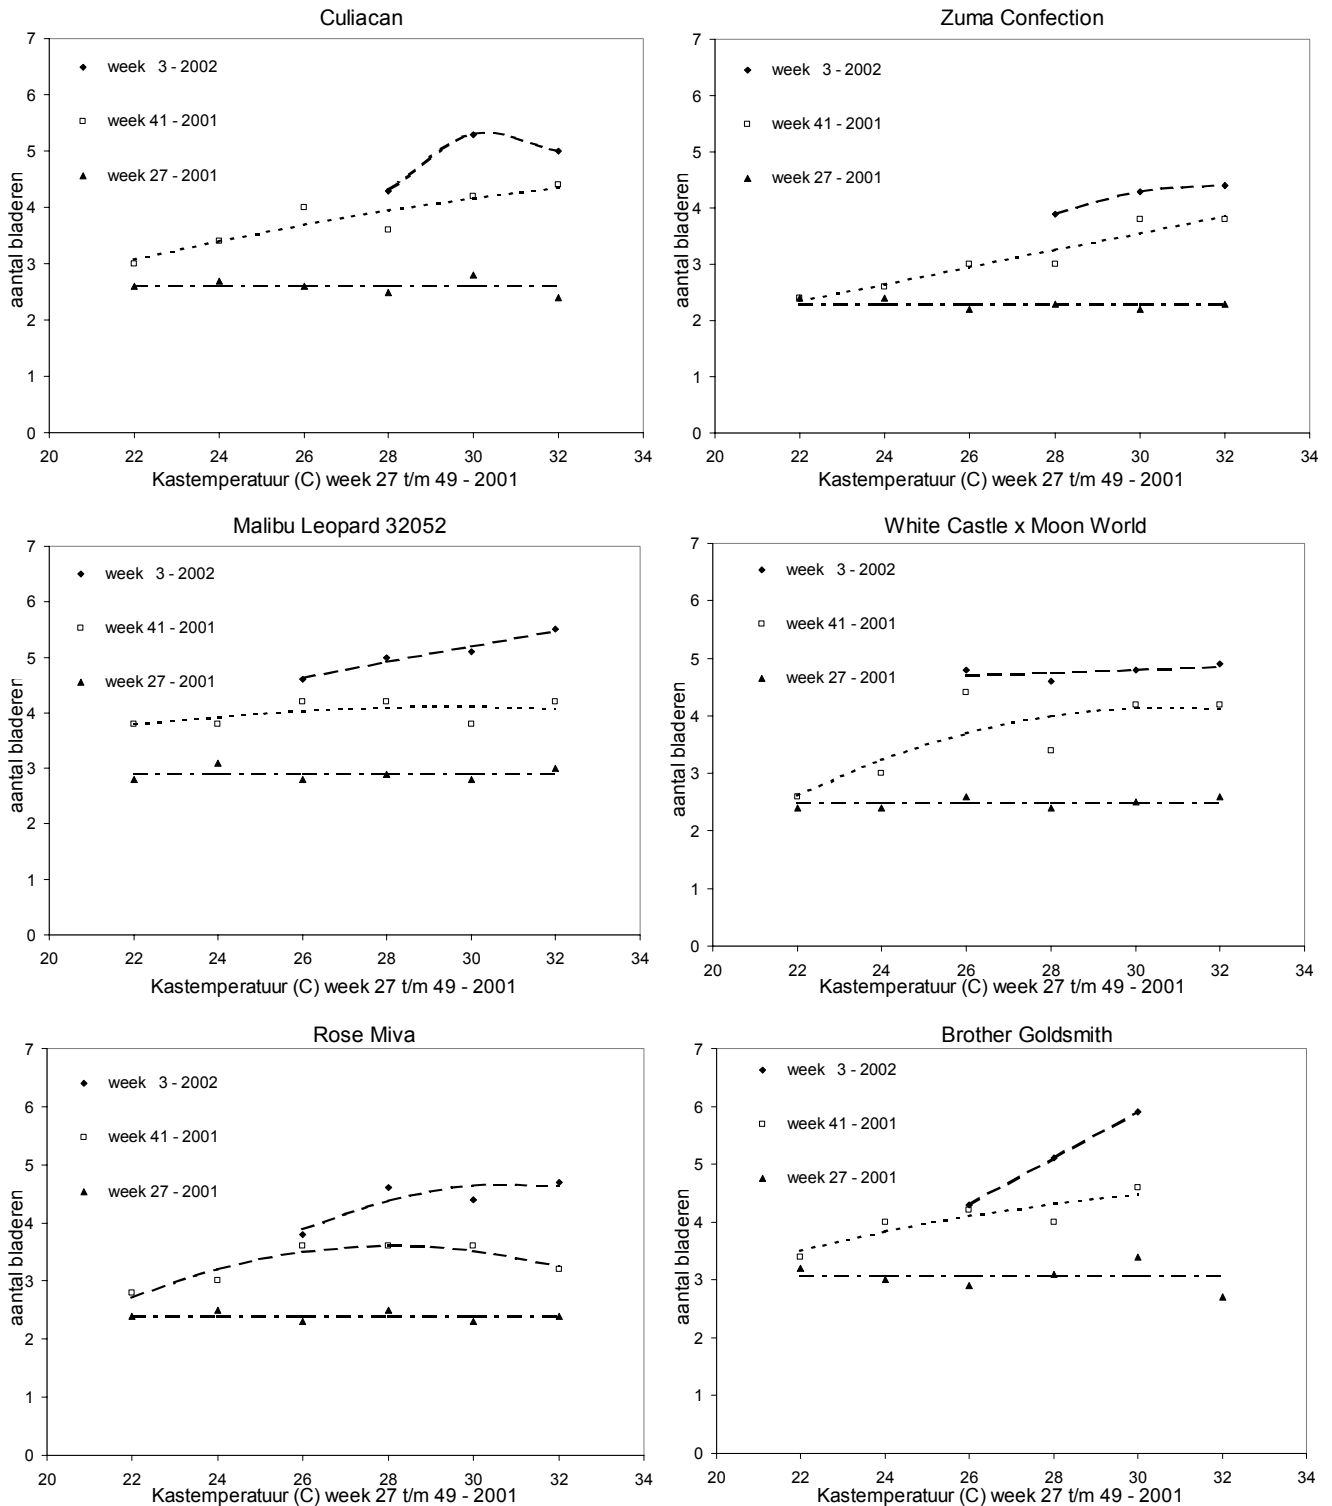 Culiacan
7
6
5
4
3
2
1
0
aantal bladeren
week 3 - 2002
week 41 - 2001
week 27 - 2001
20 22 24 26 28 30 32 34
Kastemperatuur (C) week 27 t/m 49 - 2001
Zuma Confection
7
6
5
4
3
2
1
0
aantal bladeren
week 3 - 2002
week 41 - 2001
week 27 - 2001
20 22 24 26 28 30 32 34
Kastemperatuur (C) week 27 t/m 49 - 2001
Malibu Leopard 32052
7
6
5
4
3
2
1
0
aantal bladeren
week 3 - 2002
week 41 - 2001
week 27 - 2001
20 22 24 26 28 30 32 34
Kastemperatuur (C) week 27 t/m 49 - 2001
White Castle x Moon World
7
6
5
4
3
2
1
0
aantal bladeren
week 3 - 2002
week 41 - 2001
week 27 - 2001
20 22 24 26 28 30 32 34
Kastemperatuur (C) week 27 t/m 49 - 2001
Rose Miva
7
6
5
4
3
2
1
0
aantal bladeren
week 3 - 2002
week 41 - 2001
week 27 - 2001
20 22 24 26 28 30 32 34
Kastemperatuur (C) week 27 t/m 49 - 2001
Brother Goldsmith
7
6
5
4
3
2
1
0
aantal bladeren
week 3 - 2002
week 41 - 2001
week 27 - 2001
20 22 24 26 28 30 32 34
Kastemperatuur (C) week 27 t/m 49 - 2001